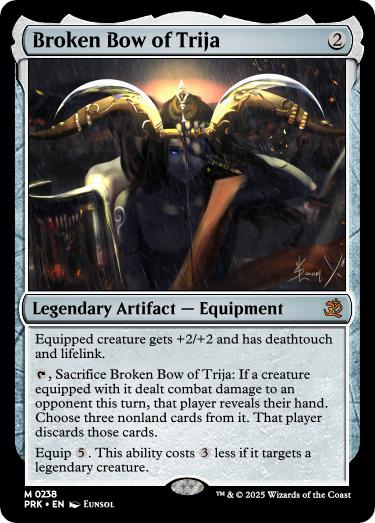 Broken Bow of Trija 2
Legendary Artifact — Equipment
Equipped creature gets +2/+2 and has deathtouch
and lifelink.
, Sacrifice Broken Bow of Trija: If a creature
equipped with it dealt combat damage to an
opponent this turn, that player reveals their hand.
Choose three nonland cards from it. That player
discards those cards.
Equip 5. This ability costs 3 less if it targets a
legendary creature.
M 0238
PRK • EN Eunsol
™ & © 2025 Wizards of the Coast